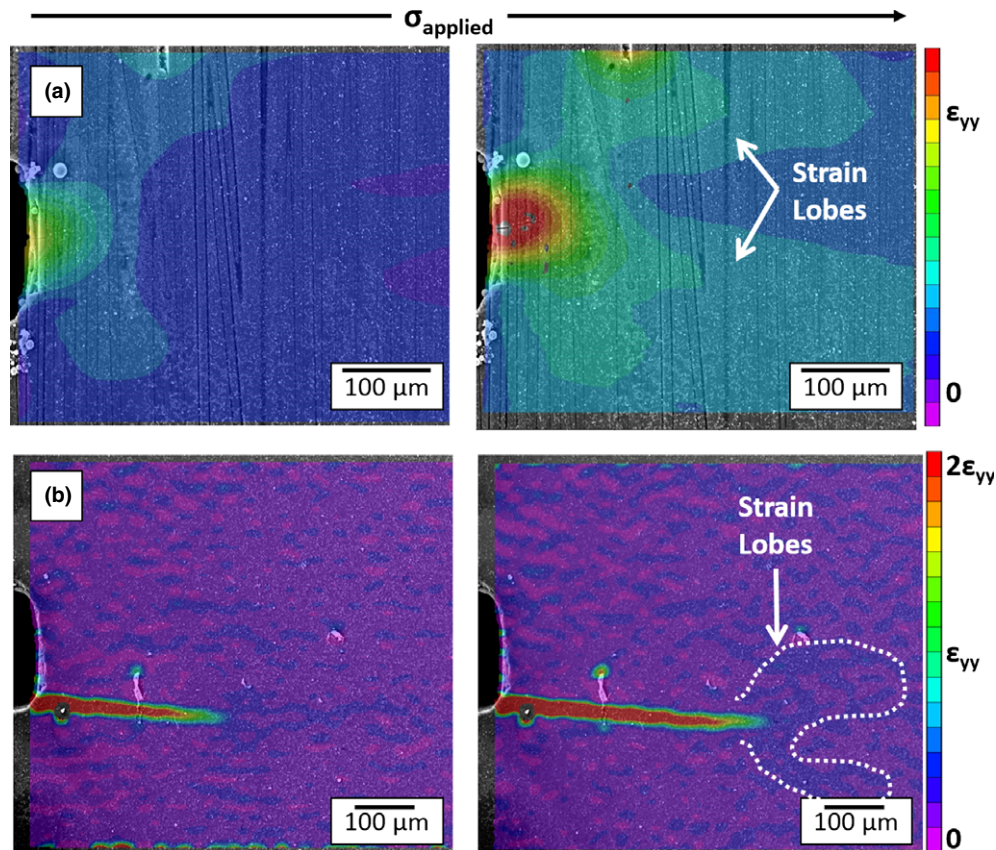 σapplied
(a)
Strain
Lobes
100 μm
100 μm
εyy
0
(b)
Strain
Lobes
100 μm
100 μm
2εyy
εyy
0